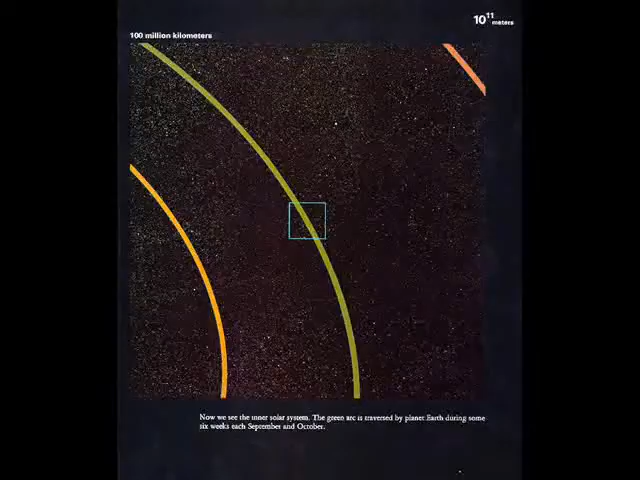 10¹¹ meters
100 million kilometers
Now we see the inner solar system. The green arc is traversed by planet Earth during some
six weeks each September and October.